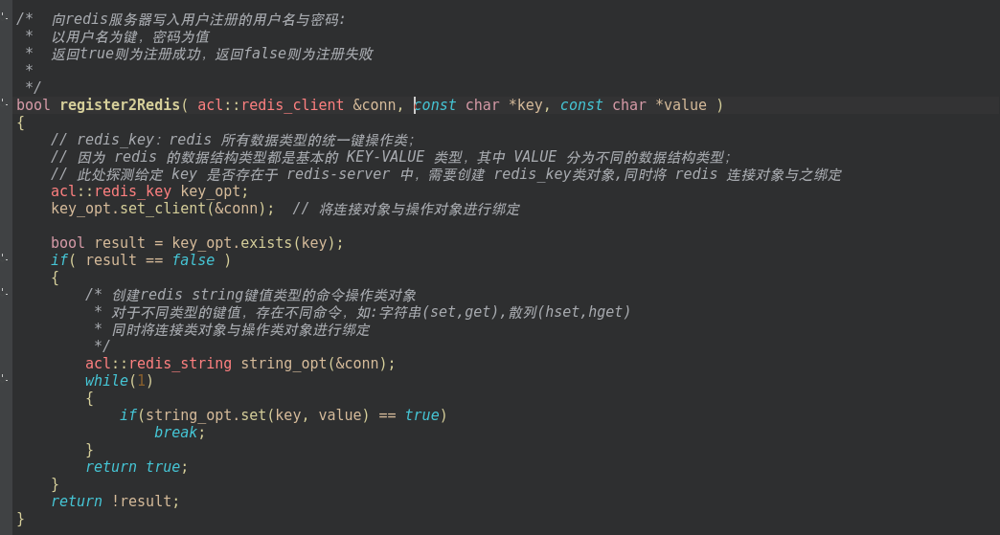 /*  向redis服务器写入用户注册的用户名与密码:
 *  以用户名为键，密码为值
 *  返回true则为注册成功，返回false则为注册失败
 *
 */
bool register2Redis( acl::redis_client &conn, const char *key, const char *value )
{
    // redis_key：redis 所有数据类型的统一键操作类；
    // 因为 redis 的数据结构类型都是基本的 KEY-VALUE 类型，其中 VALUE 分为不同的数据结构类型；
    // 此处探测给定 key 是否存在于 redis-server 中，需要创建 redis_key类对象,同时将 redis 连接对象与之绑定
    acl::redis_key key_opt;
    key_opt.set_client(&conn);  // 将连接对象与操作对象进行绑定
    bool result = key_opt.exists(key);
    if( result == false )
    {
        /* 创建redis string键值类型的命令操作类对象
         * 对于不同类型的键值，存在不同命令，如:字符串(set,get),散列(hset,hget)
         * 同时将连接类对象与操作类对象进行绑定
         */
        acl::redis_string string_opt(&conn);
        while(1)
        {
            if(string_opt.set(key, value) == true)
                break;
        }
        return true;
    }
    return !result;
}